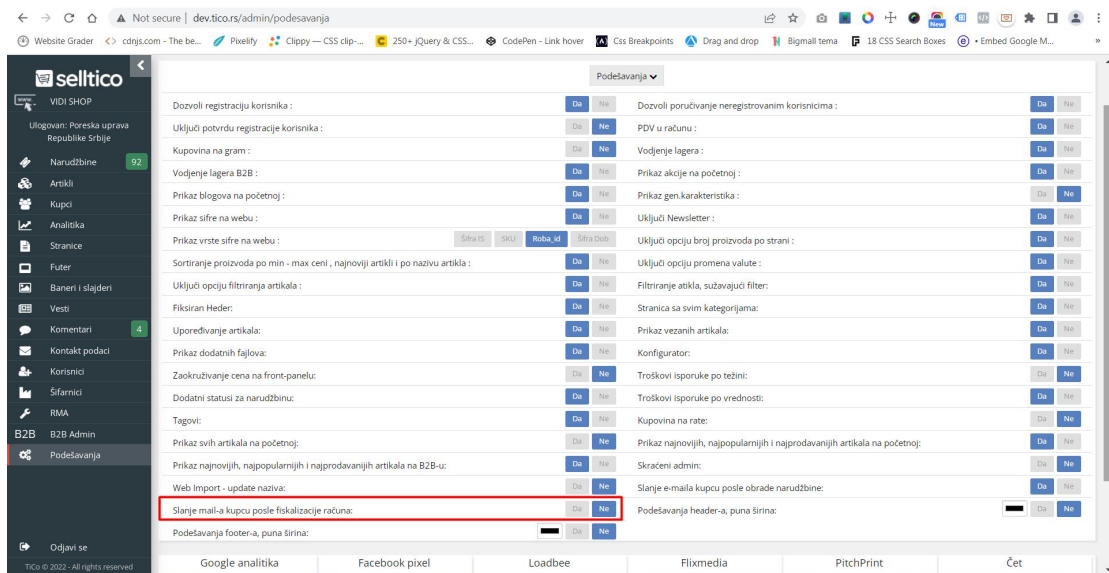 Not secure | dev.tico.rs/admin/podesavanja
New
Website Grader cdnjs.com - The be... Pixelify Clippy — CSS clip-... 250+ jQuery & CSS... CodePen - Link hover Css Breakpoints Drag and drop Bigmall tema 18 CSS Search Boxes • Embed Google M... »
selltico
www. VIDI SHOP
Ulogovan: Poreska uprava
Republike Srbije
Narudžbine 92
Artikli
Kupci
Analitika
Stranice
Futer
Baneri i slajderi
Vesti
Komentari 4
Kontakt podaci
Korisnici
Šifarnici
RMA
B2B B2B Admin
Podešavanja
Odjavi se
TiCo © 2022 - All rights reserved
Podešavanja
Dozvoli registraciju korisnika : Da Ne Dozvoli poručivanje neregistrovanim korisnicima : Da Ne
Uključi potvrdu registracije korisnika : Da Ne PDV u računu : Da Ne
Kupovina na gram : Da Ne Vodjenje lagera : Da Ne
Vodjenje lagera B2B : Da Ne Prikaz akcije na početnoj : Da Ne
Prikaz blogova na početnoj : Da Ne Prikaz gen.karakteristika : Da Ne
Prikaz sifre na webu : Da Ne Uključi Newsletter : Da Ne
Prikaz vrste sifre na webu : Šifra IS SKU Roba_id Šifra Dob Uključi opciju broj proizvoda po strani : Da Ne
Sortiranje proizvoda po min - max ceni , najnoviji artikli i po nazivu artikla : Da Ne Uključi opciju promena valute : Da Ne
Uključi opciju filtriranja artikala : Da Ne Filtriranje atikla, sužavajući filter: Da Ne
Fiksiran Heder: Da Ne Stranica sa svim kategorijama: Da Ne
Upoređivanje artikala: Da Ne Prikaz vezanih artikala: Da Ne
Prikaz dodatnih fajlova: Da Ne Konfigurator: Da Ne
Zaokruživanje cena na front-panelu: Da Ne Troškovi isporuke po težini: Da Ne
Dodatni statusi za narudžbinu: Da Ne Troškovi isporuke po vrednosti: Da Ne
Tagovi: Da Ne Kupovina na rate: Da Ne
Prikaz svih artikala na početnoj: Da Ne Prikaz najnovijih, najpopularnijih i najprodavanijih artikala na početnoj: Da Ne
Prikaz najnovijih, najpopularnijih i najprodavanijih artikala na B2B-u: Da Ne Skraćeni admin: Da Ne
Web Import - update naziva: Da Ne Slanje e-maila kupcu posle obrade narudžbine: Da Ne
Slanje mail-a kupcu posle fiskalizacije računa: Da Ne Podešavanja header-a, puna širina: Da Ne
Podešavanja footer-a, puna širina: Da Ne
Google analitika Facebook pixel Loadbee Flixmedia PitchPrint Čet